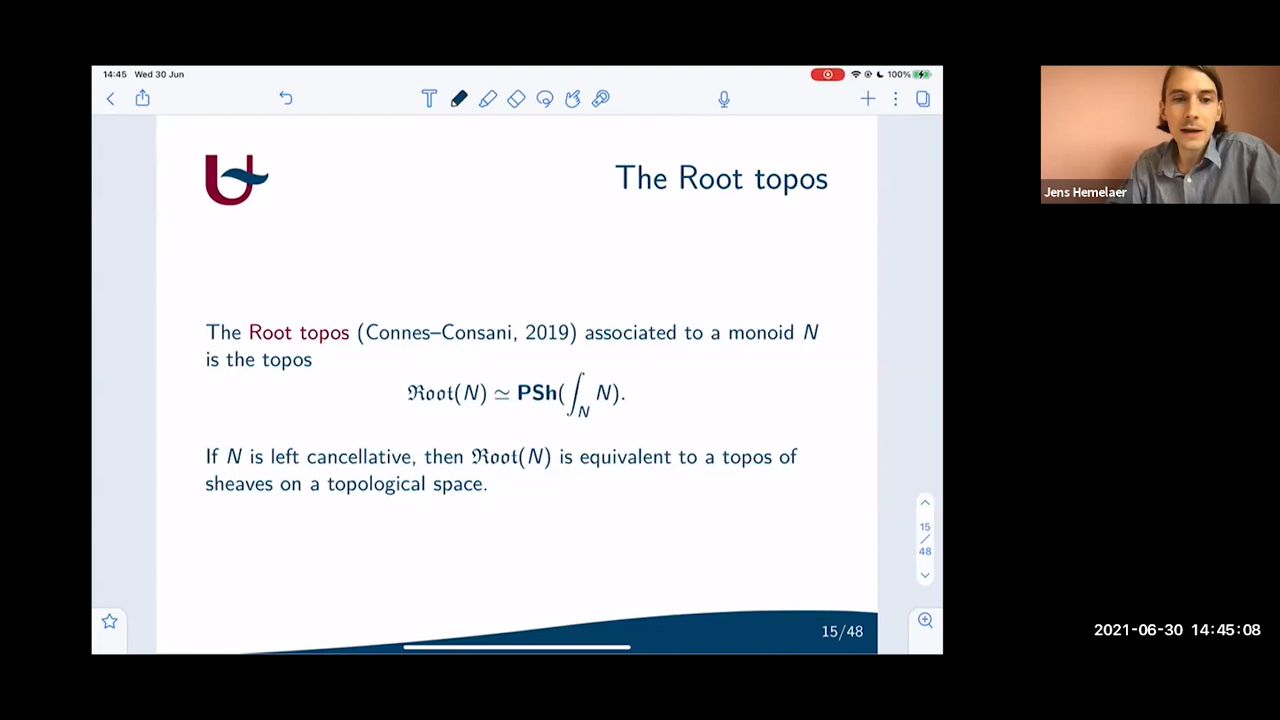 14:45 Wed 30 Jun
100%
The Root topos
The Root topos (Connes–Consani, 2019) associated to a monoid N
is the topos
ℜoot(N) ≃ PSh(∫_N N).
If N is left cancellative, then ℜoot(N) is equivalent to a topos of
sheaves on a topological space.
15
/
48
15/48
Jens Hemelaer
2021-06-30 14:45:08